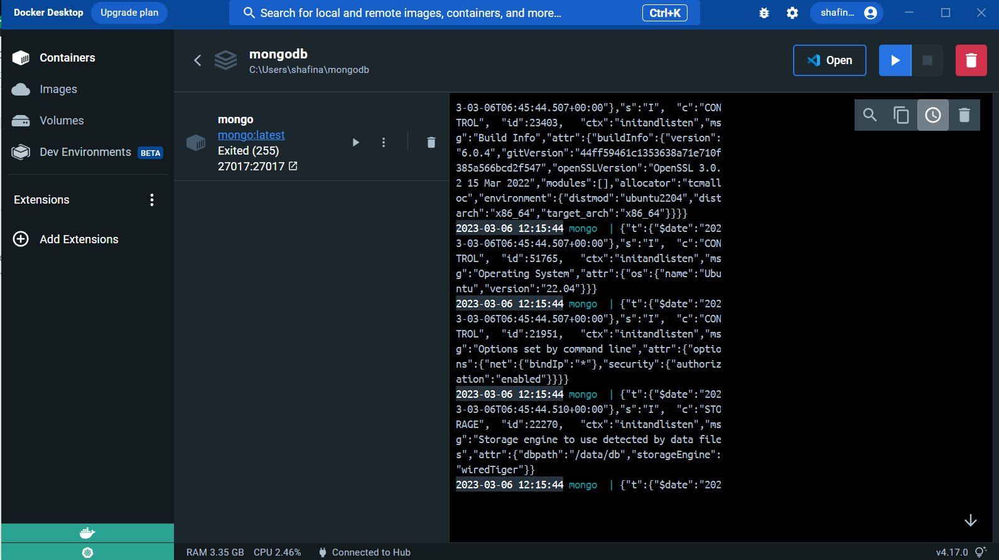 Docker Desktop
Upgrade plan
Search for local and remote images, containers, and more...
Ctrl+K
shafin...
Containers
Images
Volumes
Dev Environments BETA
Extensions
Add Extensions
mongodb
C:\Users\shafina\mongodb
Open
mongo
mongo:latest
Exited (255)
27017:27017
3-03-06T06:45:44.507+00:00"},"s":"I",  "c":"CON
TROL",  "id":23403,   "ctx":"initandlisten","ms
g":"Build Info","attr":{"buildInfo":{"version":
"6.0.4","gitVersion":"44ff59461c1353638a71e710f
385a566bcd2f547","openSSLVersion":"OpenSSL 3.0.
2 15 Mar 2022","modules":[],"allocator":"tcmall
oc","environment":{"distmod":"ubuntu2204","dist
arch":"x86_64","target_arch":"x86_64"}}}}
2023-03-06 12:15:44 mongo  | {"t":{"$date":"202
3-03-06T06:45:44.507+00:00"},"s":"I",  "c":"CON
TROL",  "id":51765,   "ctx":"initandlisten","ms
g":"Operating System","attr":{"os":{"name":"Ubu
ntu","version":"22.04"}}}
2023-03-06 12:15:44 mongo  | {"t":{"$date":"202
3-03-06T06:45:44.507+00:00"},"s":"I",  "c":"CON
TROL",  "id":21951,   "ctx":"initandlisten","ms
g":"Options set by command line","attr":{"optio
ns":{"net":{"bindIp":"*"},"security":{"authoriz
ation":"enabled"}}}}
2023-03-06 12:15:44 mongo  | {"t":{"$date":"202
3-03-06T06:45:44.510+00:00"},"s":"I",  "c":"STO
RAGE",  "id":22270,   "ctx":"initandlisten","ms
g":"Storage engine to use detected by data file
s","attr":{"dbpath":"/data/db","storageEngine":
"wiredTiger"}}
2023-03-06 12:15:44 mongo  | {"t":{"$date":"202
RAM 3.35 GB CPU 2.46% Connected to Hub
v4.17.0